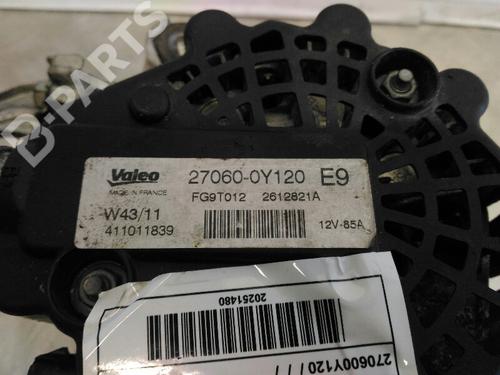 B-PARTS
Valeo
MADE IN FRANCE
27060-0Y120 E9
FG9T012 2612821A
W43/11
411011839
12V-85A
20251480
270600Y120 / / /